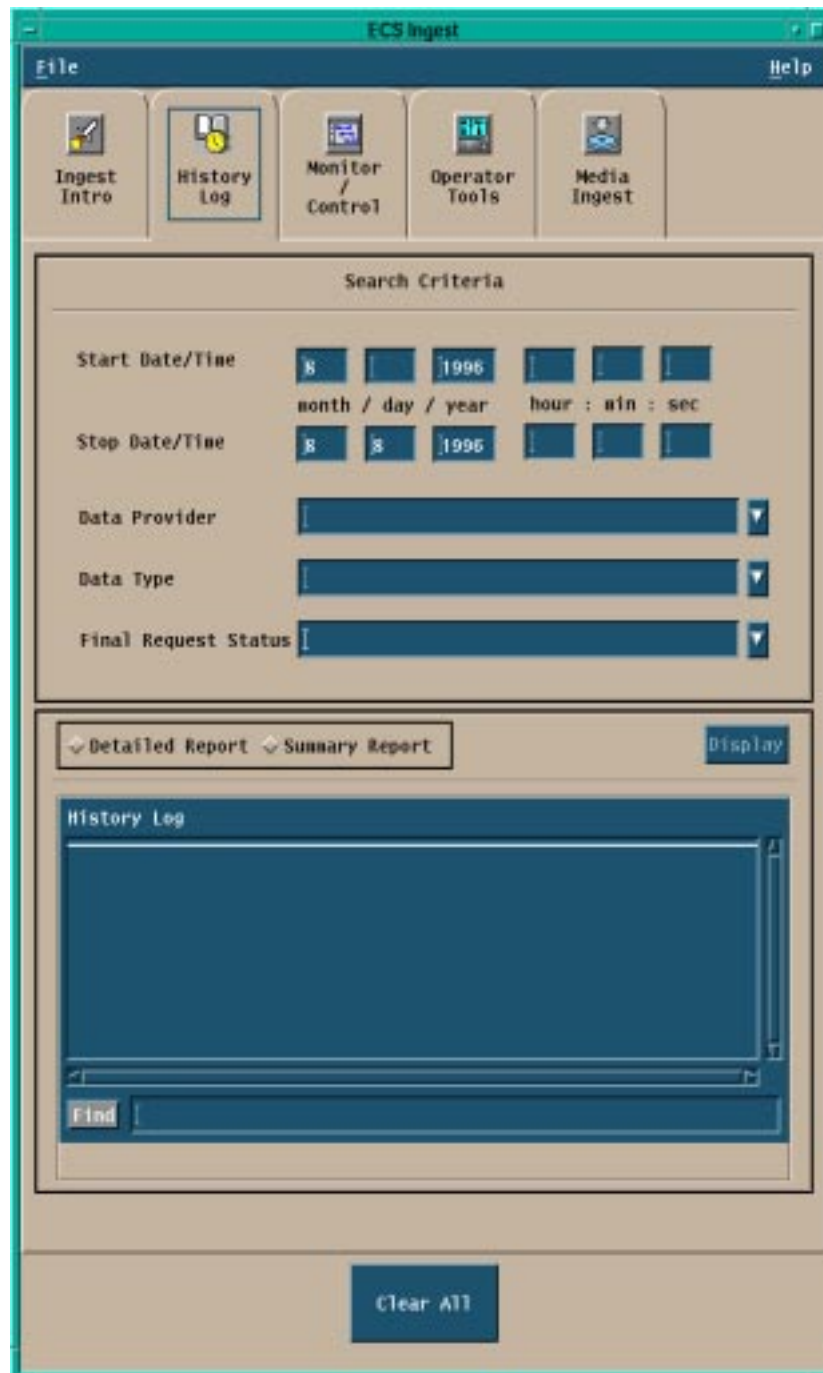 ECS Ingest
File Help
Ingest Intro
History Log
Monitor / Control
Operator Tools
Media Ingest
Search Criteria
Start Date/Time 8 1996
month / day / year hour : min : sec
Stop Date/Time 8 8 1996
Data Provider
Data Type
Final Request Status
Detailed Report Summary Report Display
History Log
Find
Clear All